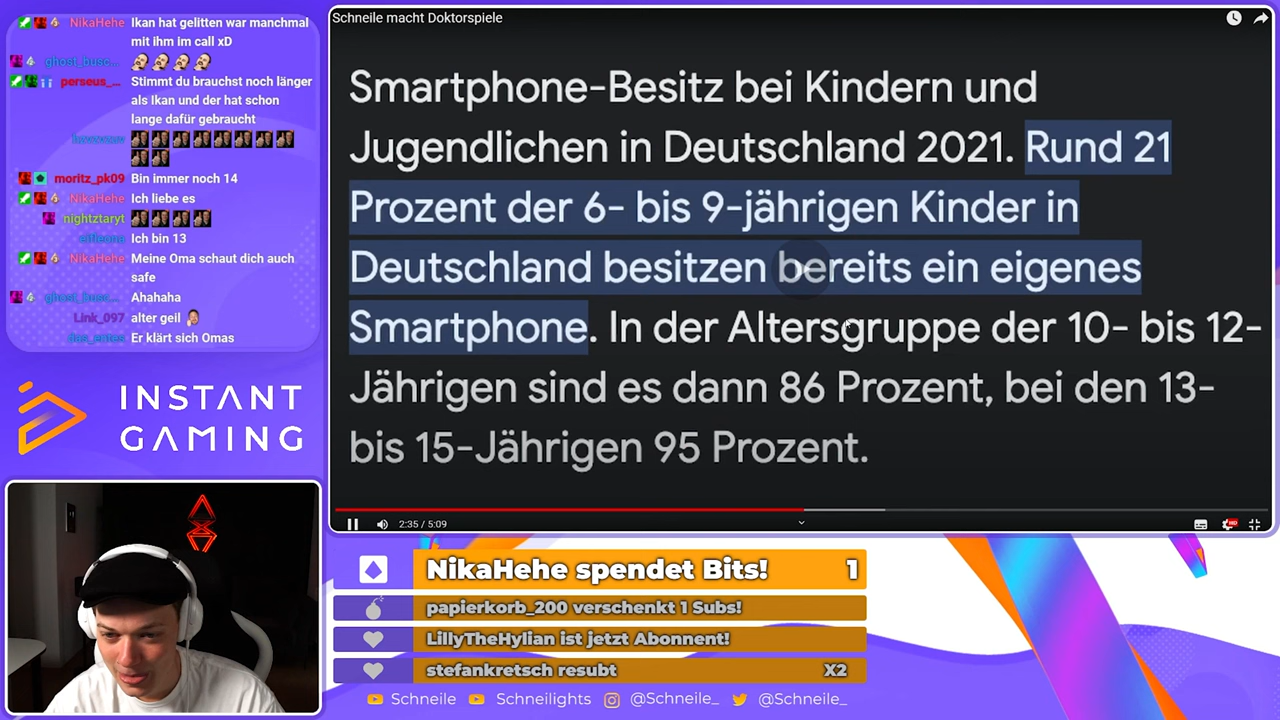 NikaHehe Ikan hat gelitten war manchmal
mit ihm im call xD
ghost_busc...
perseus_... Stimmt du brauchst noch länger
als Ikan und der hat schon
lange dafür gebraucht
moritz_pk09 Bin immer noch 14
NikaHehe Ich liebe es
nightztaryt
Ich bin 13
NikaHehe Meine Oma schaut dich auch
safe
ghost_busc... Ahahaha
Link_097 alter geil
Er klärt sich Omas
INSTANT
GAMING
Schneile macht Doktorspiele
Smartphone-Besitz bei Kindern und
Jugendlichen in Deutschland 2021. Rund 21
Prozent der 6- bis 9-jährigen Kinder in
Deutschland besitzen bereits ein eigenes
Smartphone. In der Altersgruppe der 10- bis 12-
Jährigen sind es dann 86 Prozent, bei den 13-
bis 15-Jährigen 95 Prozent.
2:35 / 5:09
HD
NikaHehe spendet Bits! 1
papierkorb_200 verschenkt 1 Subs!
LillyTheHylian ist jetzt Abonnent!
stefankretsch resubt X2
Schneile Schneilights @Schneile_ @Schneile_